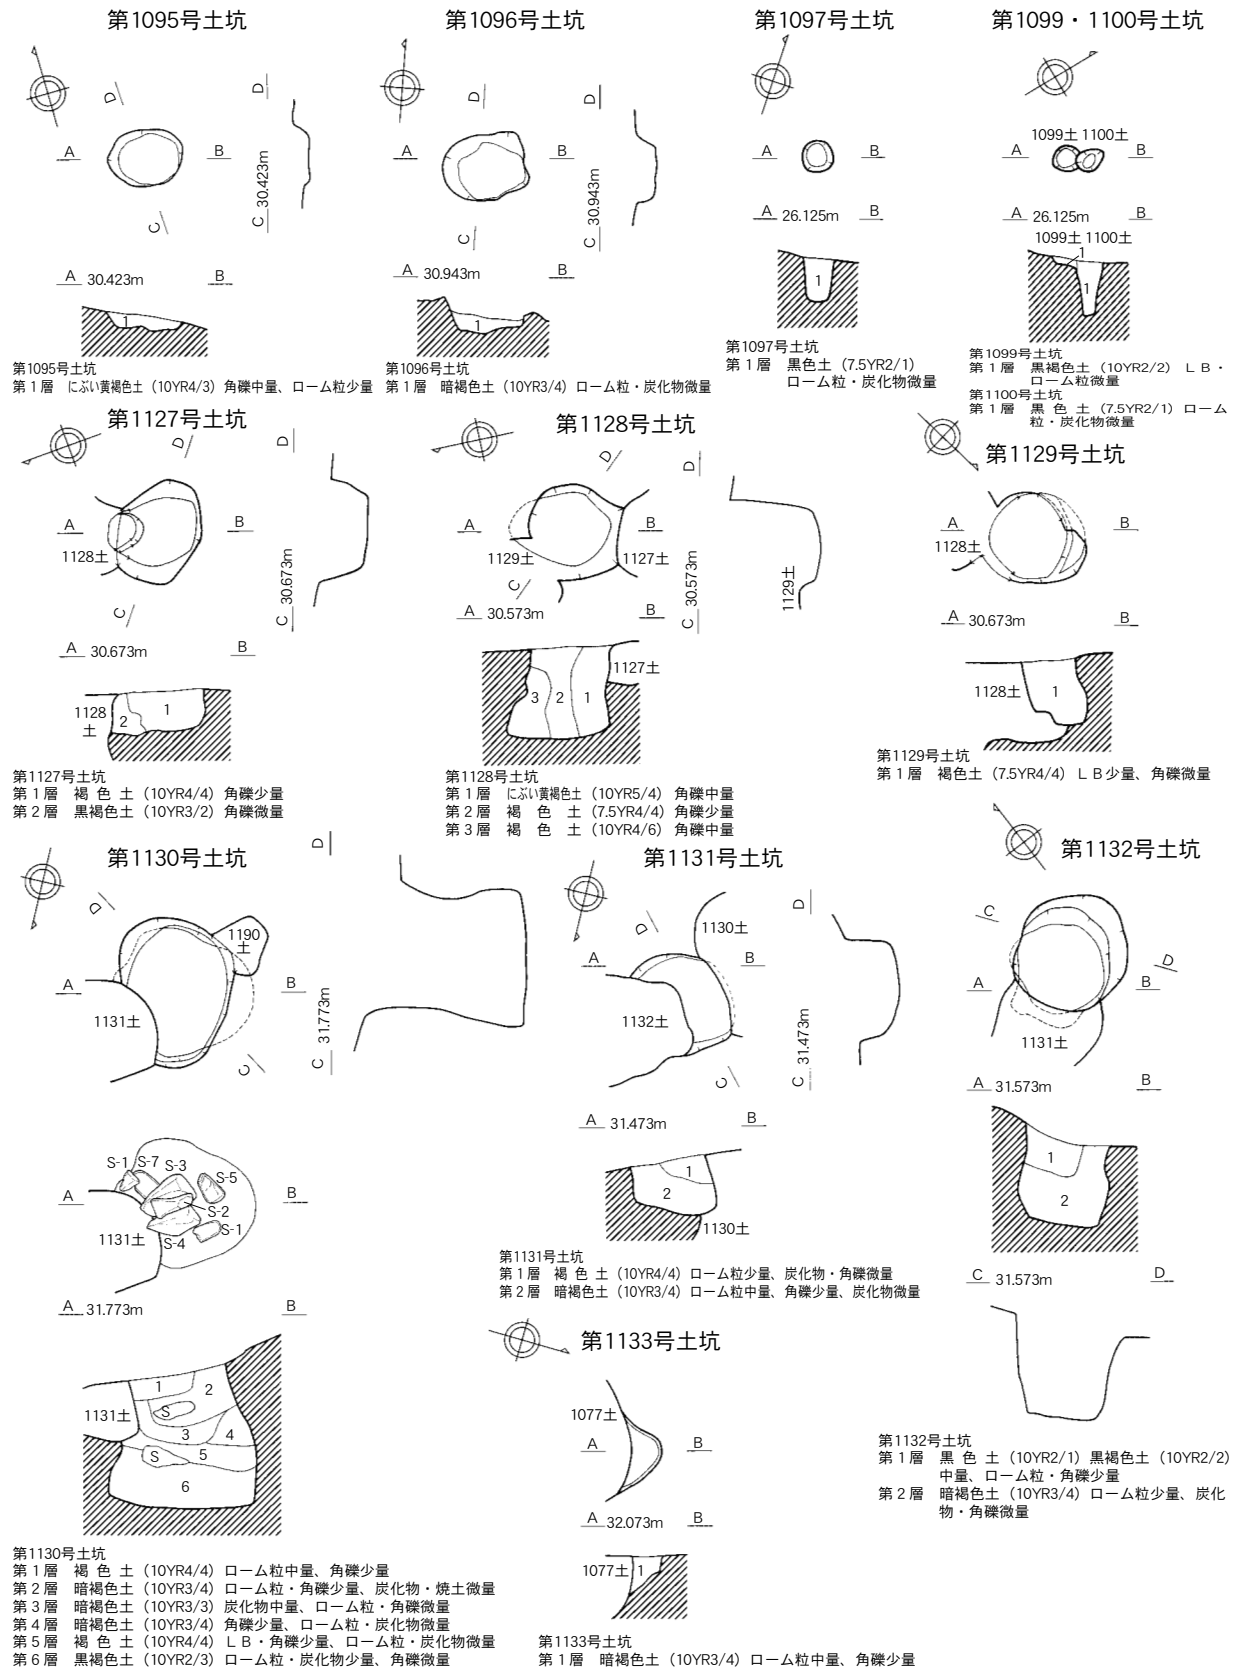 第1095号土坑
D
A
B
C 30.423m
A 30.423m B
1
第1095号土坑
第1層 にぶい黄褐色土（10YR4/3）角礫中量、ローム粒少量
第1096号土坑
D
A
B
C 30.943m
A 30.943m B
1
第1096号土坑
第1層 暗褐色土（10YR3/4）ローム粒・炭化物微量
第1097号土坑
A
B
A 26.125m B
1
第1097号土坑
第1層 黒色土（7.5YR2/1）
ローム粒・炭化物微量
第1099・1100号土坑
1099土 1100土
A
B
A 26.125m B
1099土 1100土
1
1
第1099号土坑
第1層 黒褐色土（10YR2/2）ＬＢ・
ローム粒微量
第1100号土坑
第1層 黒色土（7.5YR2/1）ローム
粒・炭化物微量
第1127号土坑
D
A
B
1128土
C 30.673m
A 30.673m B
1128
土
2
1
第1127号土坑
第1層 褐色土（10YR4/4）角礫少量
第2層 黒褐色土（10YR3/2）角礫微量
第1128号土坑
D
A
B
1129土
1127土
C 30.573m
1129土
A 30.573m B
1127土
3 2 1
第1128号土坑
第1層 にぶい黄褐色土（10YR5/4）角礫中量
第2層 褐色土（7.5YR4/4）角礫少量
第3層 褐色土（10YR4/6）角礫中量
第1129号土坑
A
B
1128土
A 30.673m B
1128土
1
第1129号土坑
第1層 褐色土（7.5YR4/4）ＬＢ少量、角礫微量
第1130号土坑
D
1190
土
A
B
1131土
C 31.773m
S-1 S-7 S-3
S-5
A
B
S-2
1131土
S-4
S-1
A 31.773m B
1 2
1131土
S
3 4
S 5
6
第1130号土坑
第1層 褐色土（10YR4/4）ローム粒中量、角礫少量
第2層 暗褐色土（10YR3/4）ローム粒・角礫少量、炭化物・焼土微量
第3層 暗褐色土（10YR3/3）炭化物中量、ローム粒・角礫微量
第4層 暗褐色土（10YR3/4）角礫少量、ローム粒・炭化物微量
第5層 褐色土（10YR4/4）ＬＢ・角礫少量、ローム粒・炭化物微量
第6層 黒褐色土（10YR2/3）ローム粒・炭化物少量、角礫微量
第1131号土坑
D
1130土
A
B
1132土
C 31.473m
A 31.473m B
1
2
1130土
第1131号土坑
第1層 褐色土（10YR4/4）ローム粒少量、炭化物・角礫微量
第2層 暗褐色土（10YR3/4）ローム粒中量、角礫少量、炭化物微量
第1132号土坑
C
D
A
B
1131土
A 31.573m B
1
2
C 31.573m D
第1132号土坑
第1層 黒色土（10YR2/1）黒褐色土（10YR2/2）
中量、ローム粒・角礫少量
第2層 暗褐色土（10YR3/4）ローム粒少量、炭化
物・角礫微量
第1133号土坑
1077土
A
B
A 32.073m B
1077土 1
第1133号土坑
第1層 暗褐色土（10YR3/4）ローム粒中量、角礫少量